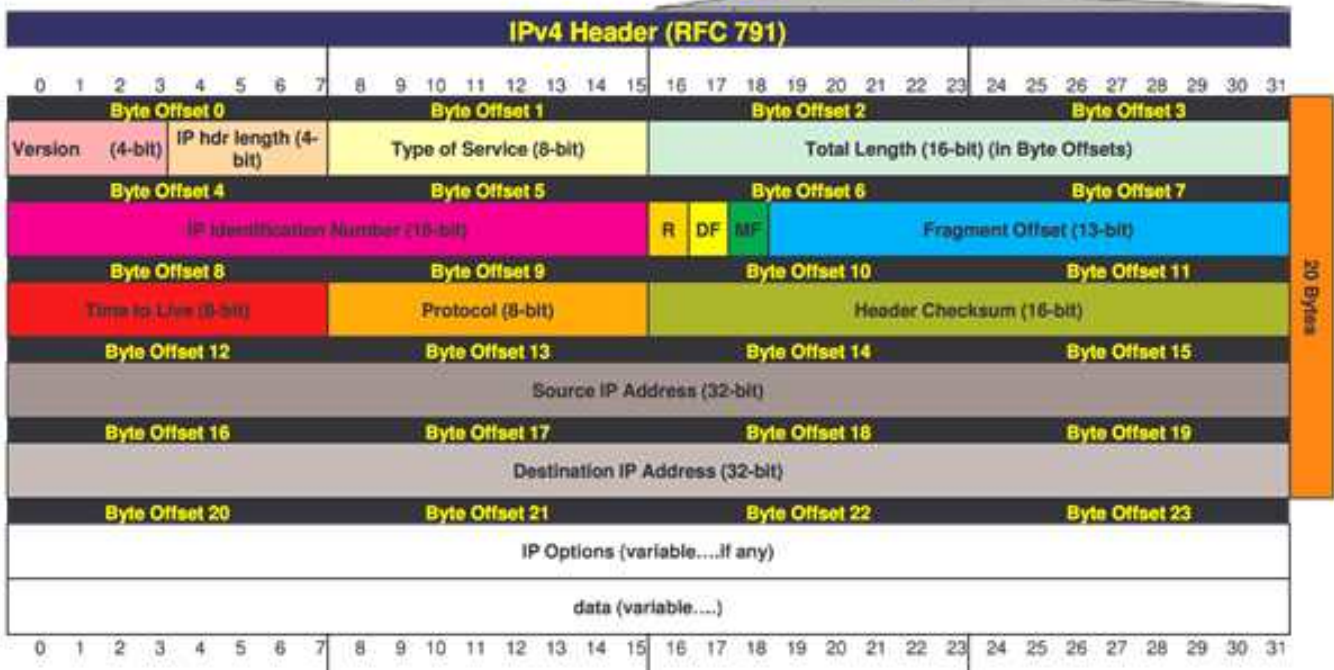 IPv4 Header (RFC 791)
0 1 2 3 4 5 6 7 8 9 10 11 12 13 14 15 16 17 18 19 20 21 22 23 24 25 26 27 28 29 30 31
Byte Offset 0 Byte Offset 1 Byte Offset 2 Byte Offset 3
Version (4-bit) IP hdr length (4-
bit) Type of Service (8-bit) Total Length (16-bit) (in Byte Offsets)
Byte Offset 4 Byte Offset 5 Byte Offset 6 Byte Offset 7
IP Identification Number (16-bit) R DF MF Fragment Offset (13-bit)
Byte Offset 8 Byte Offset 9 Byte Offset 10 Byte Offset 11
Time to Live (8-bit) Protocol (8-bit) Header Checksum (16-bit)
Byte Offset 12 Byte Offset 13 Byte Offset 14 Byte Offset 15
Source IP Address (32-bit)
Byte Offset 16 Byte Offset 17 Byte Offset 18 Byte Offset 19
Destination IP Address (32-bit)
20 Bytes
Byte Offset 20 Byte Offset 21 Byte Offset 22 Byte Offset 23
IP Options (variable....if any)
data (variable....)
0 1 2 3 4 5 6 7 8 9 10 11 12 13 14 15 16 17 18 19 20 21 22 23 24 25 26 27 28 29 30 31